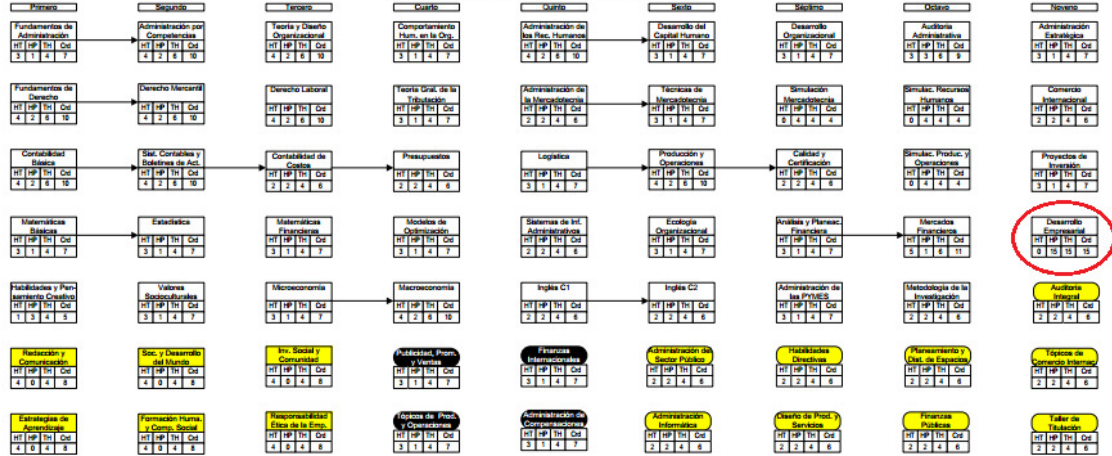 Primero
Segundo
Tercero
Cuarto
Quinto
Sexto
Séptimo
Octavo
Noveno
Fundamentos de
Administración
HT HP TH Crd
3 1 4 7
Administración por
Competencias
HT HP TH Crd
4 2 6 10
Teoría y Diseño
Organizacional
HT HP TH Crd
4 2 6 10
Comportamiento
Hum. en la Org.
HT HP TH Crd
3 1 4 7
Administración de
los Rec. Humanos
HT HP TH Crd
4 2 6 10
Desarrollo del
Capital Humano
HT HP TH Crd
3 1 4 7
Desarrollo
Organizacional
HT HP TH Crd
3 1 4 7
Auditoria
Administrativa
HT HP TH Crd
3 3 6 9
Administración
Estratégica
HT HP TH Crd
3 1 4 7
Fundamentos de
Derecho
HT HP TH Crd
4 2 6 10
Derecho Mercantil
HT HP TH Crd
4 2 6 10
Derecho Laboral
HT HP TH Crd
4 2 6 10
Teoría Gral. de la
Tributación
HT HP TH Crd
3 1 4 7
Administración de
la Mercadotecnia
HT HP TH Crd
2 2 4 6
Técnicas de
Mercadotecnia
HT HP TH Crd
3 1 4 7
Simulación
Mercadotecnia
HT HP TH Crd
0 4 4 4
Simulac. Recursos
Humanos
HT HP TH Crd
0 4 4 4
Comercio
Internacional
HT HP TH Crd
2 2 4 6
Contabilidad
Básica
HT HP TH Crd
4 2 6 10
Sist. Contables y
Boletines de Act.
HT HP TH Crd
4 2 6 10
Contabilidad de
Costos
HT HP TH Crd
2 2 4 6
Presupuestos
HT HP TH Crd
2 2 4 6
Logística
HT HP TH Crd
3 1 4 7
Producción y
Operaciones
HT HP TH Crd
4 2 6 10
Calidad y
Certificación
HT HP TH Crd
2 2 4 6
Simulac. Produc. y
Operaciones
HT HP TH Crd
0 4 4 4
Proyectos de
Inversión
HT HP TH Crd
3 1 4 7
Matemáticas
Básicas
HT HP TH Crd
3 1 4 7
Estadística
HT HP TH Crd
3 1 4 7
Matemáticas
Financieras
HT HP TH Crd
3 1 4 7
Modelos de
Optimización
HT HP TH Crd
3 1 4 7
Sistemas de Inf.
Administrativos
HT HP TH Crd
2 2 4 6
Ecología
Organizacional
HT HP TH Crd
3 1 4 7
Análisis y Planeac.
Financiera
HT HP TH Crd
3 1 4 7
Mercados
Financieros
HT HP TH Crd
5 1 6 11
Desarrollo
Empresarial
HT HP TH Crd
0 15 15 15
Habilidades y Pen-
samiento Creativo
HT HP TH Crd
1 3 4 5
Valores
Socioculturales
HT HP TH Crd
3 1 4 7
Microeconomía
HT HP TH Crd
3 1 4 7
Macroeconomía
HT HP TH Crd
4 2 6 10
Inglés C1
HT HP TH Crd
2 2 4 6
Inglés C2
HT HP TH Crd
2 2 4 6
Administración de
las PYMES
HT HP TH Crd
3 1 4 7
Metodología de la
Investigación
HT HP TH Crd
2 2 4 6
Auditoria
Integral
HT HP TH Crd
2 2 4 6
Redacción y
Comunicación
HT HP TH Crd
4 0 4 8
Soc. y Desarrollo
del Mundo
HT HP TH Crd
4 0 4 8
Inv. Social y
Comunidad
HT HP TH Crd
4 0 4 8
Publicidad, Prom.
y Ventas
HT HP TH Crd
3 1 4 7
Finanzas
Internacionales
HT HP TH Crd
3 1 4 7
Administración del
Sector Público
HT HP TH Crd
2 2 4 6
Habilidades
Directivas
HT HP TH Crd
2 2 4 6
Planeamiento y
Dist. de Espacios
HT HP TH Crd
2 2 4 6
Tópicos de
Comercio Internac.
HT HP TH Crd
2 2 4 6
Estrategias de
Aprendizaje
HT HP TH Crd
4 0 4 8
Formación Huma.
y Comp. Social
HT HP TH Crd
4 0 4 8
Responsabilidad
Ética de la Emp.
HT HP TH Crd
4 0 4 8
Tópicos de Prod.
y Operaciones
HT HP TH Crd
3 1 4 7
Administración de
Compensaciones
HT HP TH Crd
3 1 4 7
Administración
Informática
HT HP TH Crd
2 2 4 6
Diseño de Prod. y
Servicios
HT HP TH Crd
2 2 4 6
Finanzas
Públicas
HT HP TH Crd
2 2 4 6
Taller de
Titulación
HT HP TH Crd
2 2 4 6